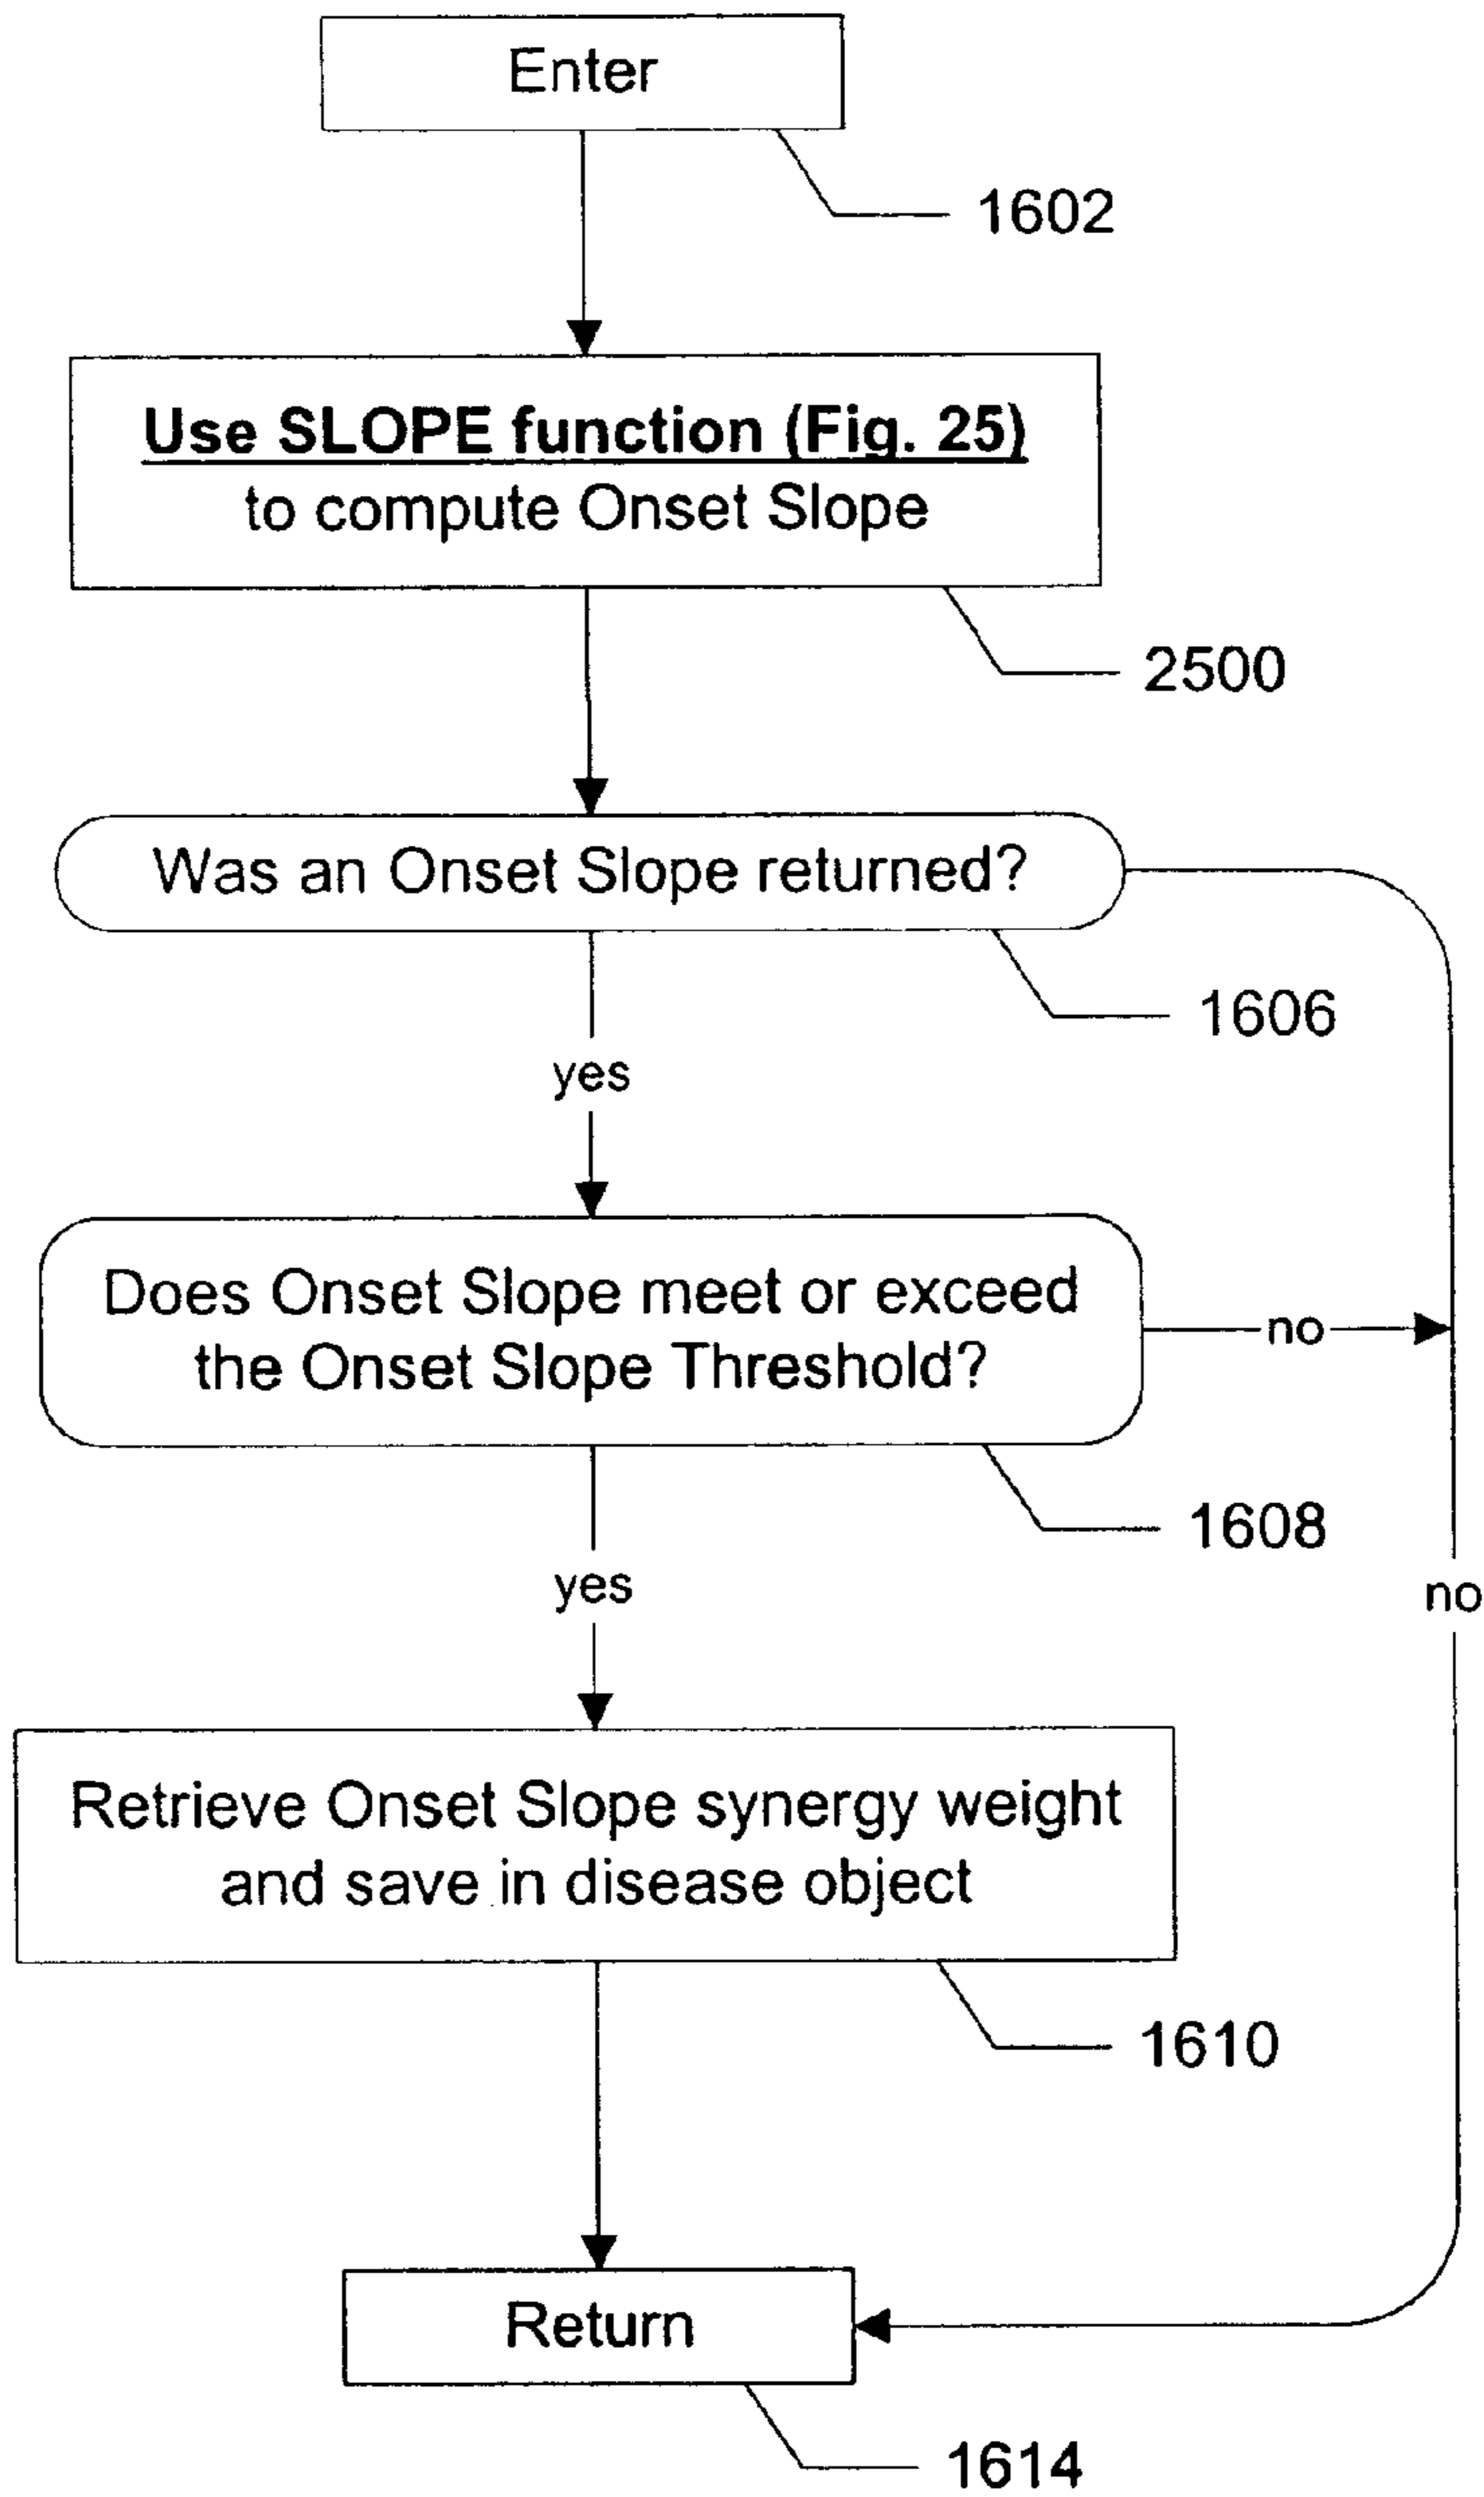 Enter
1602
Use SLOPE function (Fig. 25)
to compute Onset Slope
2500
Was an Onset Slope returned?
1606
yes
Does Onset Slope meet or exceed
the Onset Slope Threshold?
no
1608
yes
no
Retrieve Onset Slope synergy weight
and save in disease object
1610
Return
1614